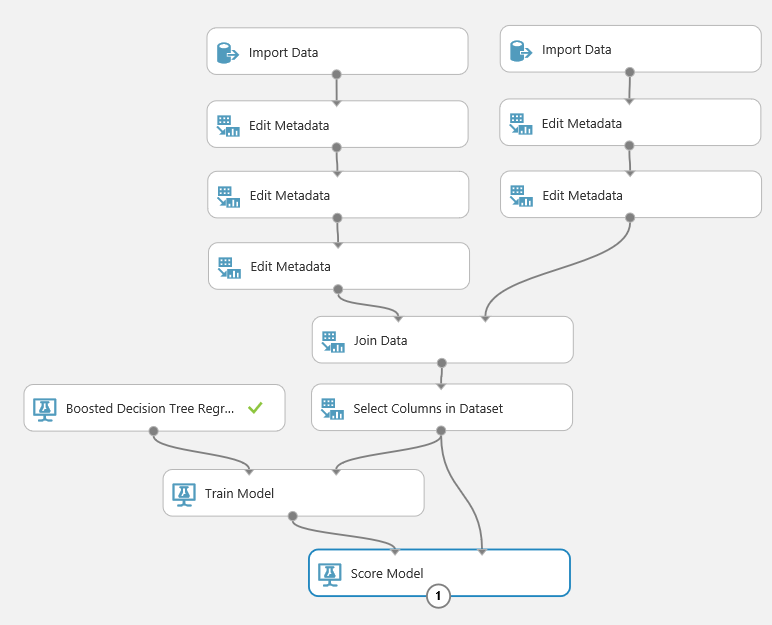 Import Data
Import Data
Edit Metadata
Edit Metadata
Edit Metadata
Edit Metadata
Edit Metadata
Join Data
Boosted Decision Tree Regr...
Select Columns in Dataset
Train Model
Score Model
1